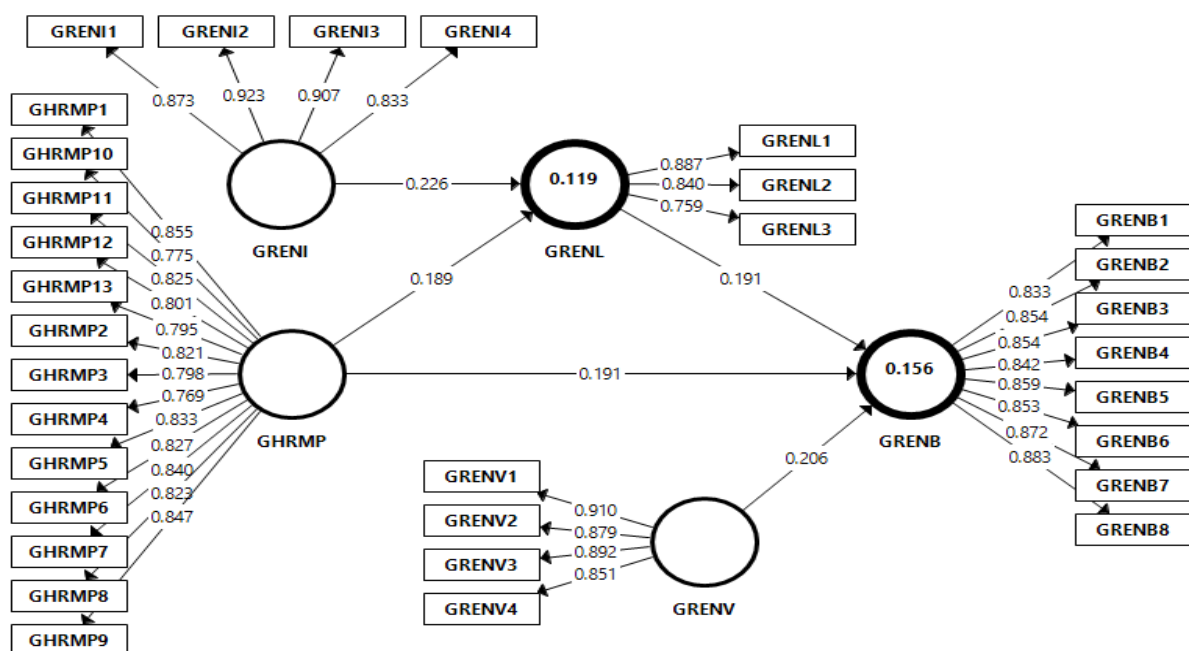 GRENI1 GRENI2 GRENI3 GRENI4
0.873 0.923 0.907 0.833
GRENI
GHRMP1
GHRMP10
GHRMP11
GHRMP12
GHRMP13
GHRMP2
GHRMP3
GHRMP4
GHRMP5
GHRMP6
GHRMP7
GHRMP8
GHRMP9
0.855
0.775
0.825
0.801
0.795
0.821
0.798
0.769
0.833
0.827
0.840
0.823
0.847
GHRMP
0.226
0.189
0.191
0.119
GRENL
0.887
0.840
0.759
GRENL1
GRENL2
GRENL3
0.191
GRENV1
GRENV2
GRENV3
GRENV4
0.910
0.879
0.892
0.851
GRENV
0.206
0.156
GRENB
0.833
0.854
0.854
0.842
0.859
0.853
0.872
0.883
GRENB1
GRENB2
GRENB3
GRENB4
GRENB5
GRENB6
GRENB7
GRENB8